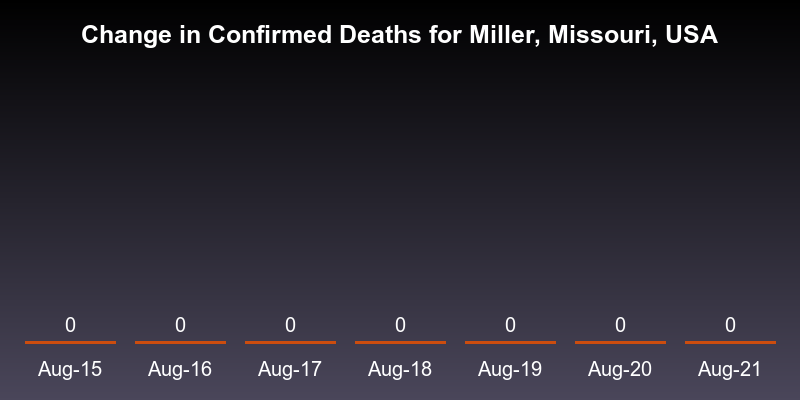 Change in Confirmed Deaths for Miller, Missouri, USA
0 0 0 0 0 0 0
Aug-15 Aug-16 Aug-17 Aug-18 Aug-19 Aug-20 Aug-21